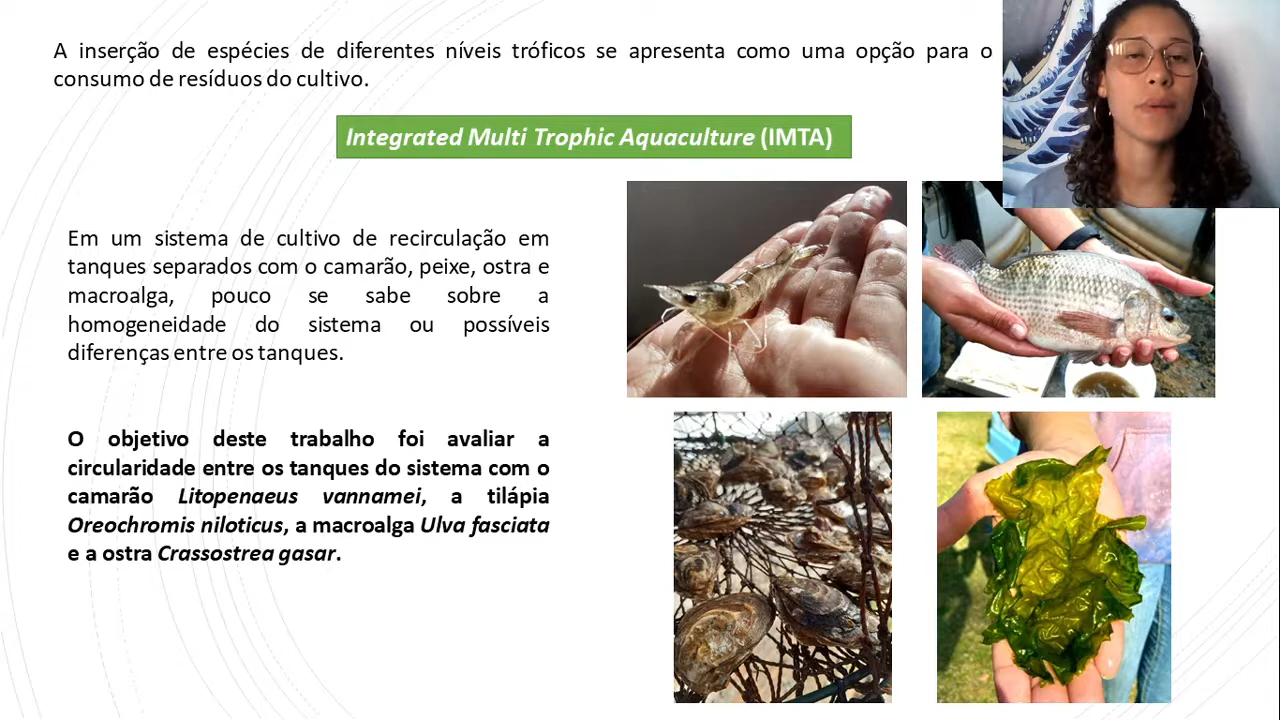 A inserção de espécies de diferentes níveis tróficos se apresenta como uma opção para o
consumo de resíduos do cultivo.
Integrated Multi Trophic Aquaculture (IMTA)
Em um sistema de cultivo de recirculação em
tanques separados com o camarão, peixe, ostra e
macroalga, pouco se sabe sobre a
homogeneidade do sistema ou possíveis
diferenças entre os tanques.
O objetivo deste trabalho foi avaliar a
circularidade entre os tanques do sistema com o
camarão Litopenaeus vannamei, a tilápia
Oreochromis niloticus, a macroalga Ulva fasciata
e a ostra Crassostrea gasar.